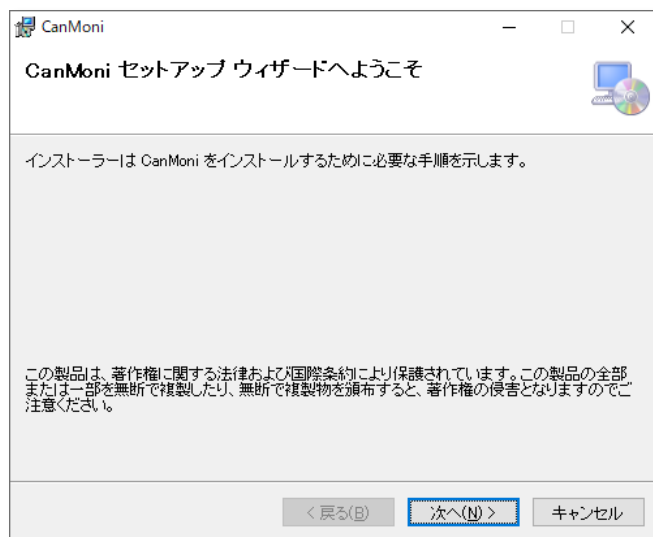 CanMoni
CanMoni セットアップ ウィザードへようこそ
インストーラーは CanMoni をインストールするために必要な手順を示します。
この製品は、著作権に関する法律および国際条約により保護されています。この製品の全部
または一部を無断で複製したり、無断で複製物を頒布すると、著作権の侵害となりますのでご
注意ください。
< 戻る(B)
次へ(N) >
キャンセル